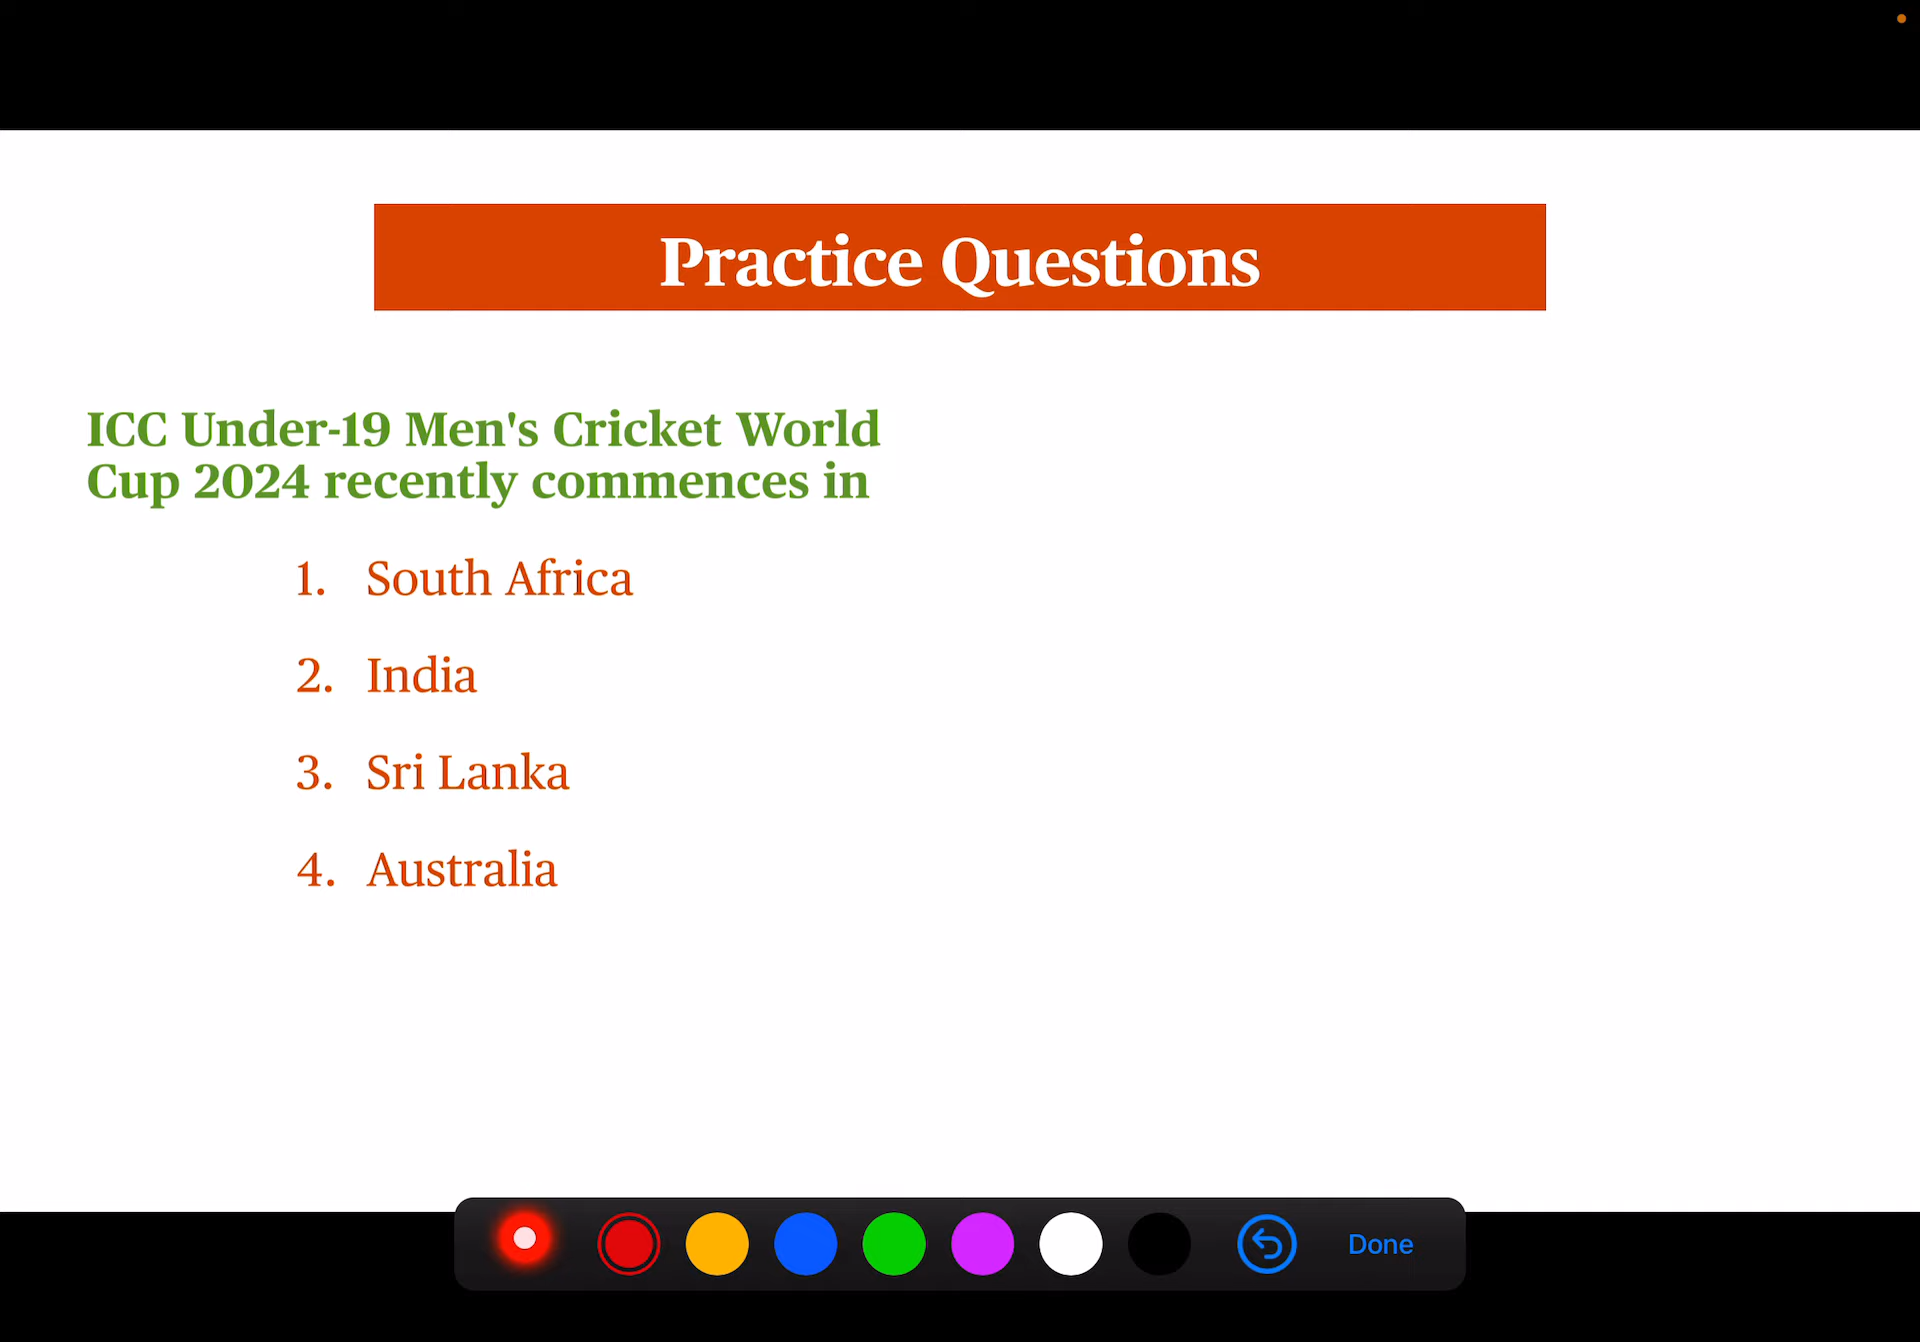 Practice Questions
ICC Under-19 Men's Cricket World
Cup 2024 recently commences in
1. South Africa
2. India
3. Sri Lanka
4. Australia
Done